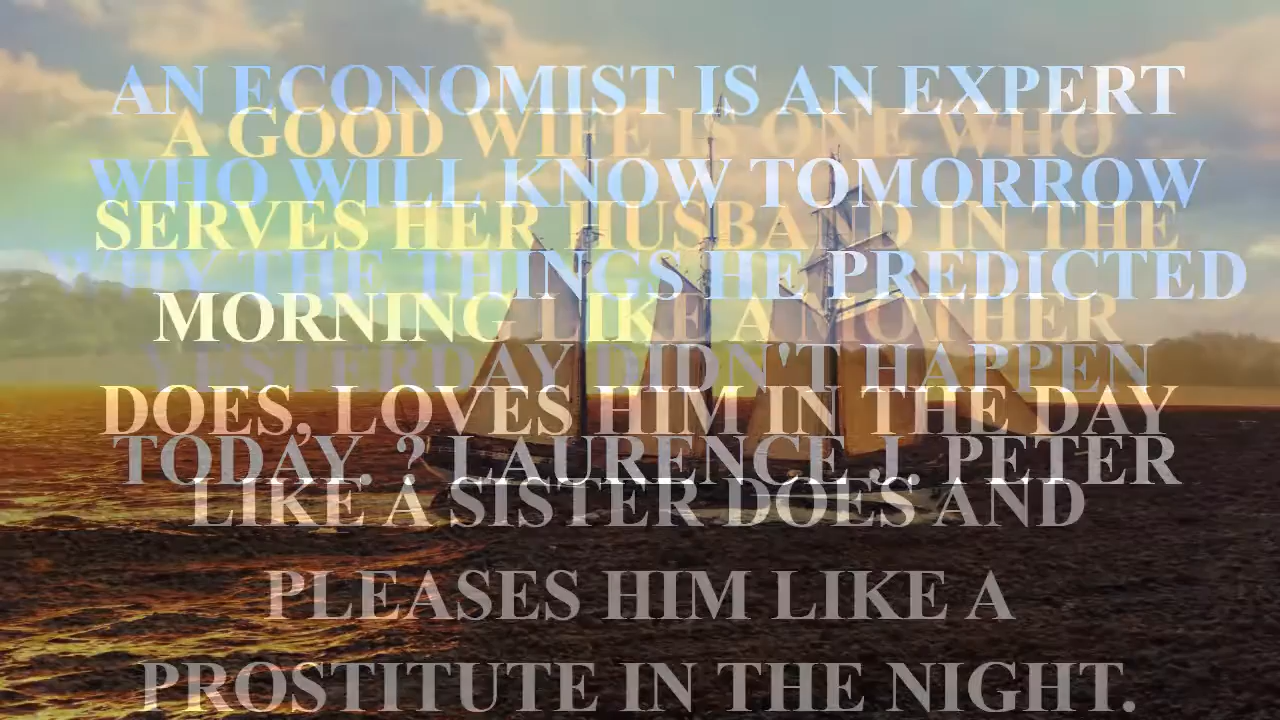 AN ECONOMIST IS AN EXPERT
A GOOD WIFE IS ONE WHO
WHO WILL KNOW TOMORROW
SERVES HER HUSBAND IN THE
WHY THE THINGS HE PREDICTED
MORNING LIKE A MOTHER
YESTERDAY DIDN'T HAPPEN
DOES, LOVES HIM IN THE DAY
TODAY. ? LAURENCE J. PETER
LIKE A SISTER DOES AND
PLEASES HIM LIKE A
PROSTITUTE IN THE NIGHT.